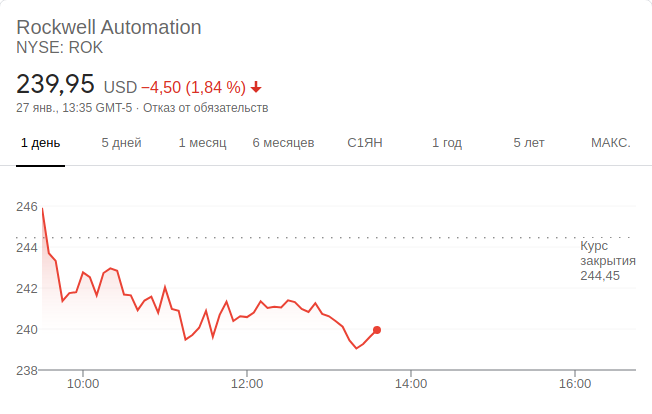 Rockwell Automation
NYSE: ROK
239,95 USD −4,50 (1,84 %)
27 янв., 13:35 GMT-5 · Отказ от обязательств
1 день 5 дней 1 месяц 6 месяцев С1ЯН 1 год 5 лет МАКС.
246
244
242
240
238
Курс
закрытия
244,45
10:00 12:00 14:00 16:00